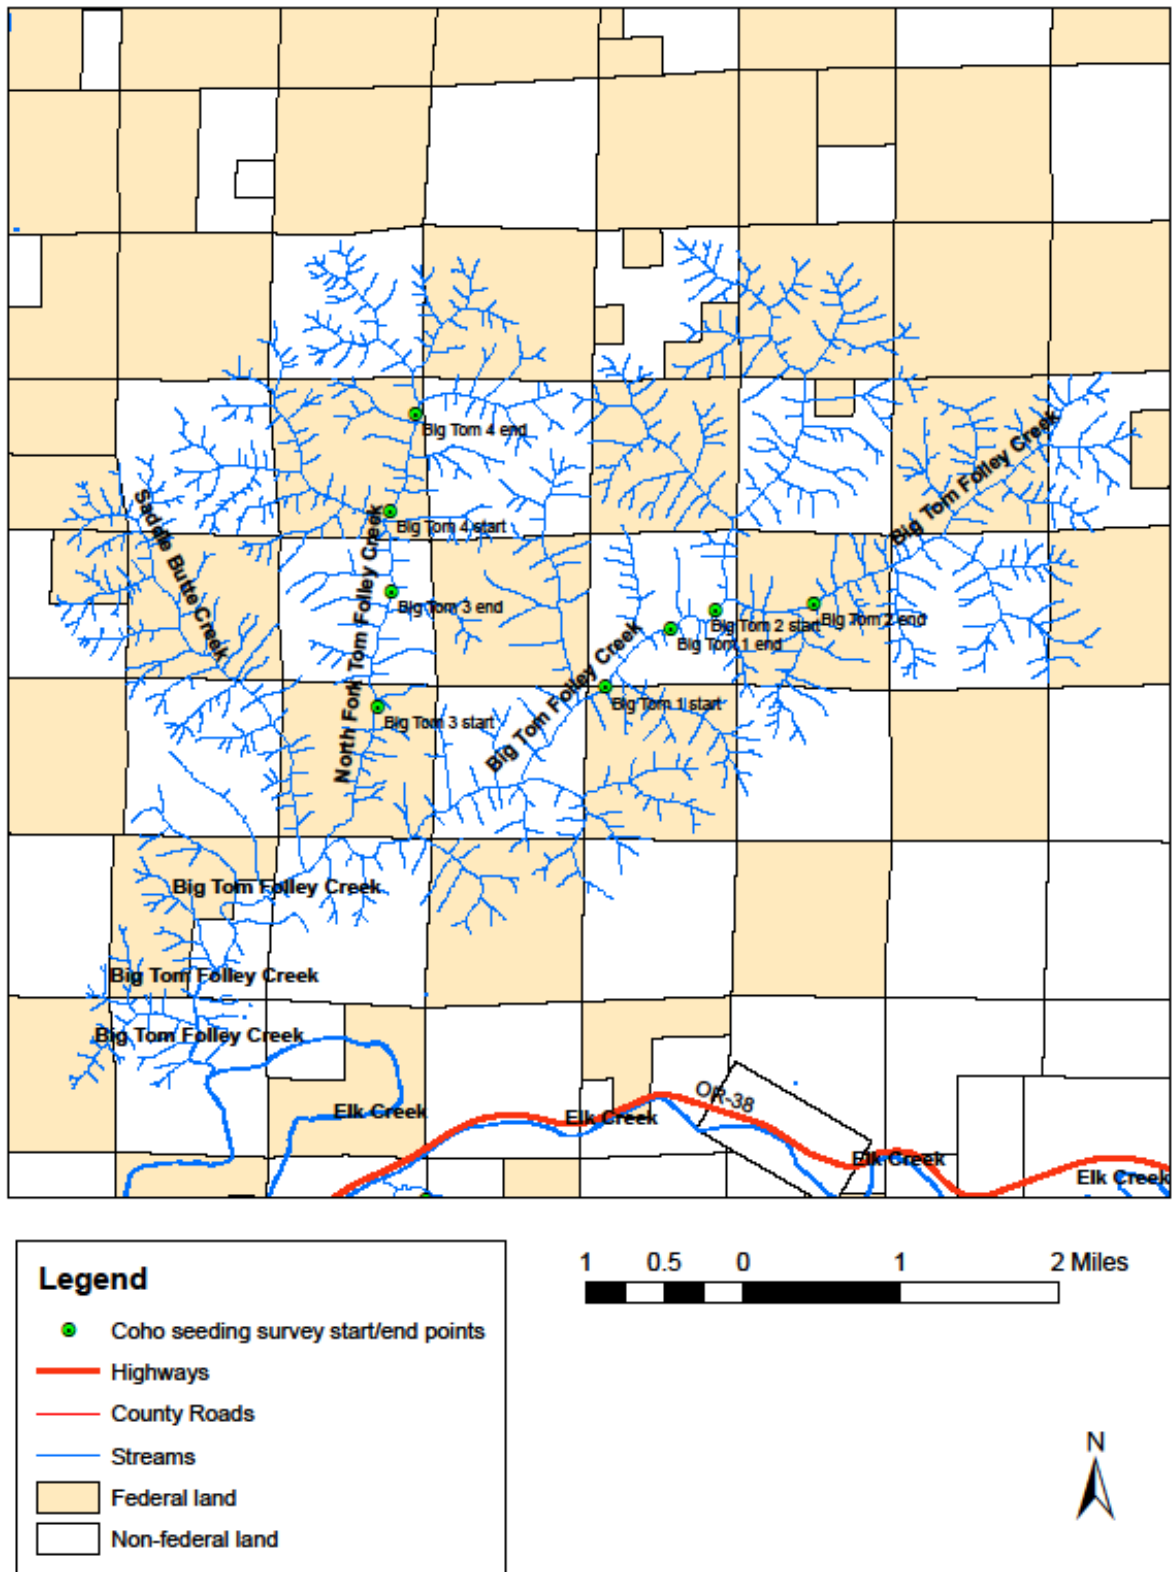 Big Tom 4 end
Big Tom Folley Creek
Saddle Butte Creek
Big Tom 4 start
North Fork Tom Folley Creek
Big Tom 3 end
Big Tom 2 end
Big Tom 2 start
Big Tom 1 end
Big Tom Folley Creek
Big Tom 1 start
Big Tom 3 start
Big Tom Folley Creek
Big Tom Folley Creek
Big Tom Folley Creek
OR-38
Elk Creek
Elk Creek
Elk Creek
Elk Creek
1 0.5 0 1 2 Miles
Legend
Coho seeding survey start/end points
Highways
County Roads
Streams
Federal land
Non-federal land
N